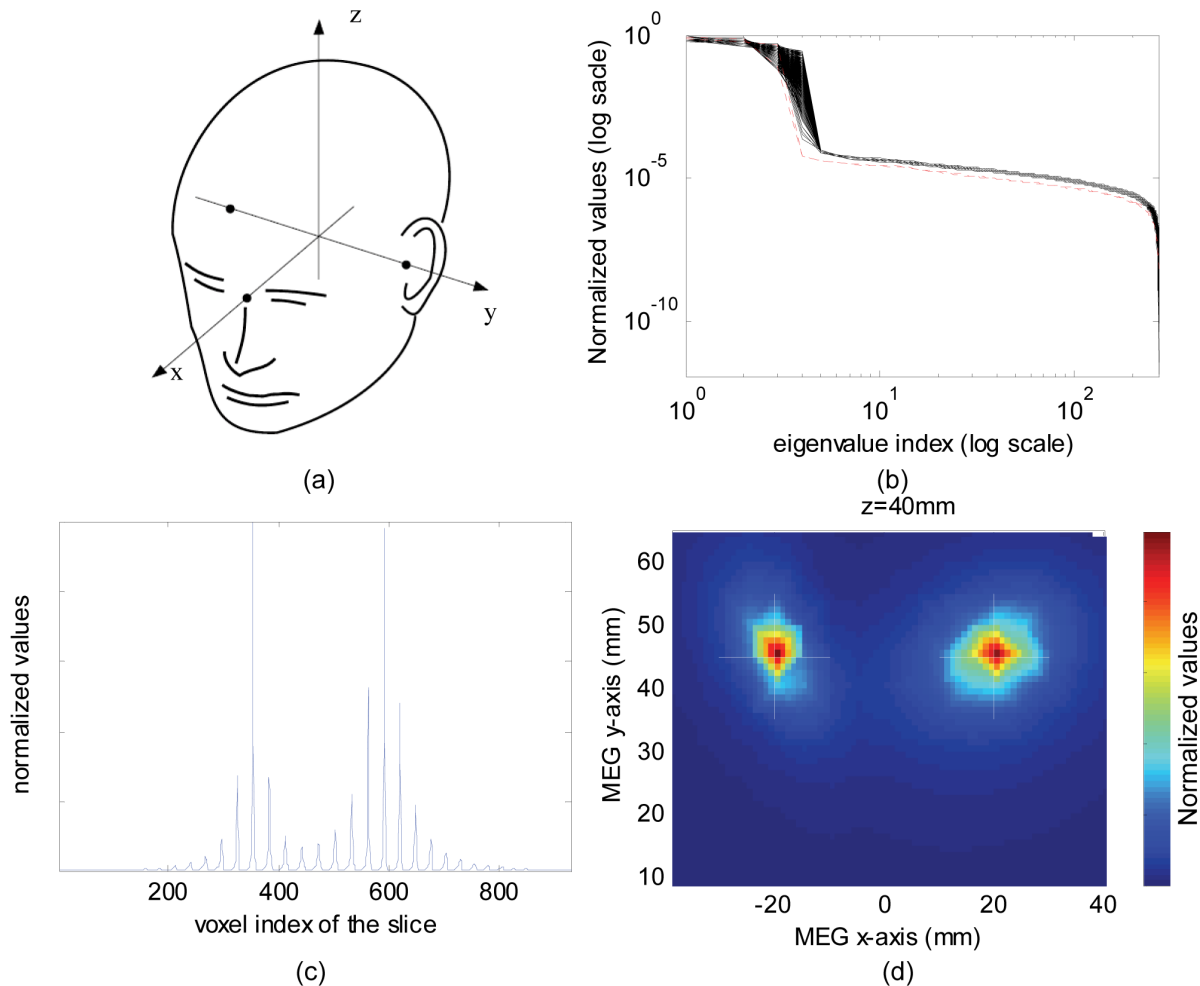 z
x
y
(a)
Normalized values (log sacle)
10^0
10^-5
10^-10
10^0 10^1 10^2
eigenvalue index (log scale)
(b)
normalized values
200 400 600 800
voxel index of the slice
(c)
z=40mm
MEG y-axis (mm)
60
50
40
30
20
10
-20 0 20 40
MEG x-axis (mm)
Normalized values
(d)